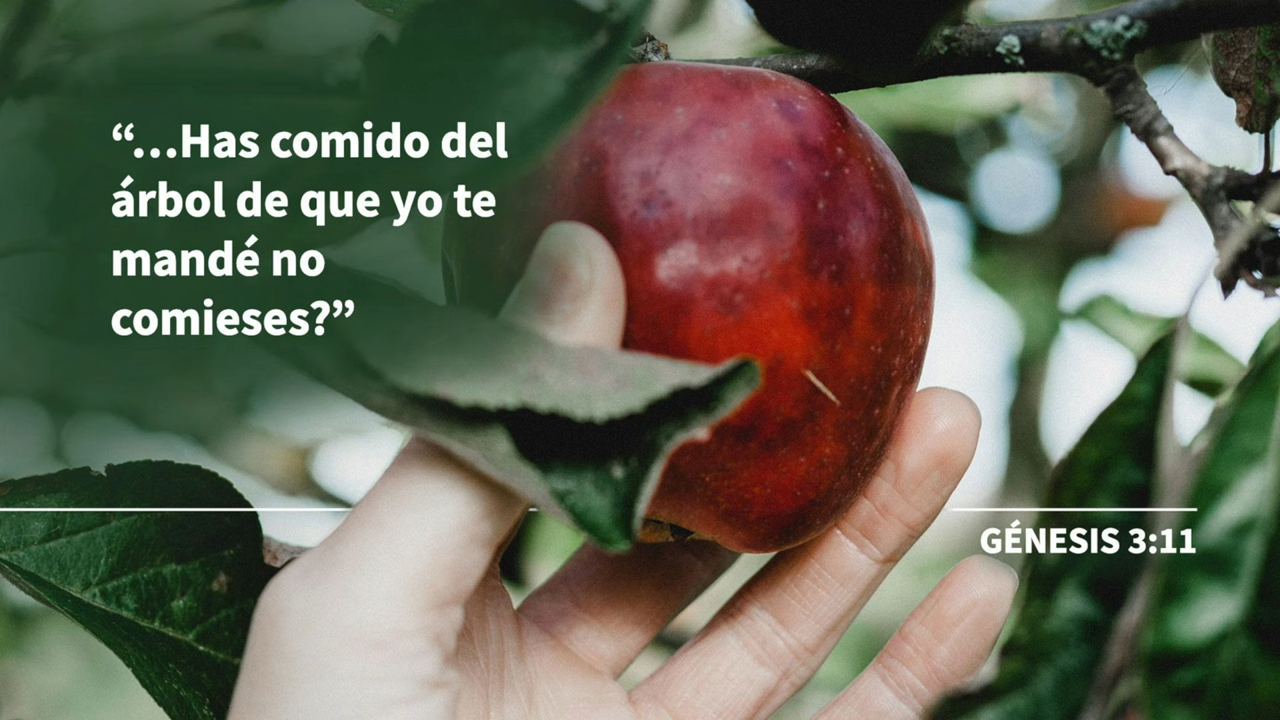 “...Has comido del
árbol de que yo te
mandé no
comieses?”
GÉNESIS 3:11